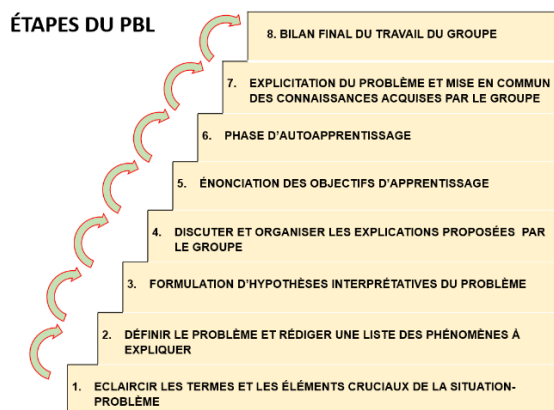 ÉTAPES DU PBL
8. BILAN FINAL DU TRAVAIL DU GROUPE
7. EXPLICITATION DU PROBLÈME ET MISE EN COMMUN
DES CONNAISSANCES ACQUISES PAR LE GROUPE
6. PHASE D'AUTOAPPRENTISSAGE
5. ÉNONCIATION DES OBJECTIFS D'APPRENTISSAGE
4. DISCUTER ET ORGANISER LES EXPLICATIONS PROPOSÉES PAR
LE GROUPE
3. FORMULATION D'HYPOTHÈSES INTERPRÉTATIVES DU PROBLÈME
2. DÉFINIR LE PROBLÈME ET RÉDIGER UNE LISTE DES PHÉNOMÈNES À
EXPLIQUER
1. ECLAIRCIR LES TERMES ET LES ÉLÉMENTS CRUCIAUX DE LA SITUATION-
PROBLÈME